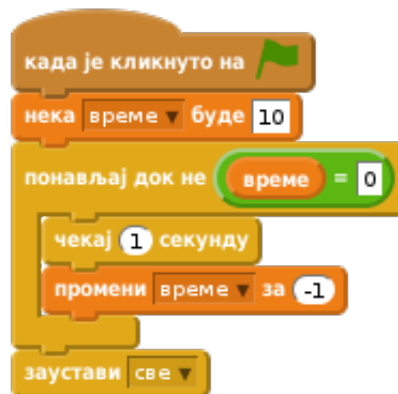 када је кликнуто на
нека време буде 10
понављај док не време = 0
чекај 1 секунду
промени време за -1
заустави све